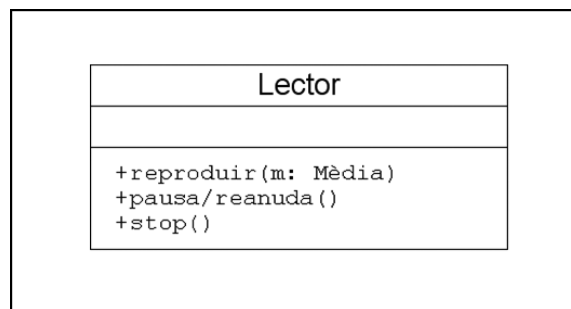 Lector
+reproduir(m: Mèdia)
+pausa/reanuda()
+stop()